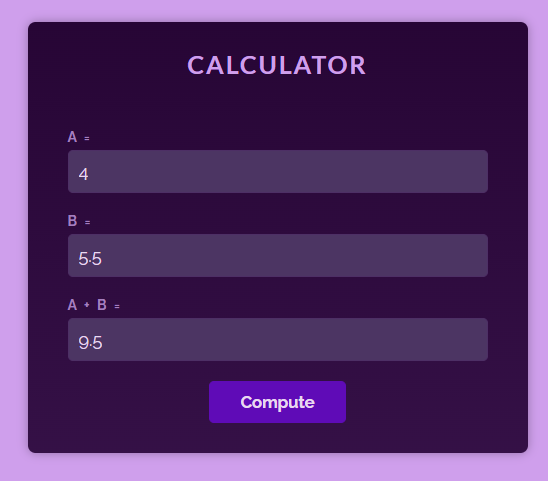 CALCULATOR
A =
4
B =
5.5
A + B =
9.5
Compute